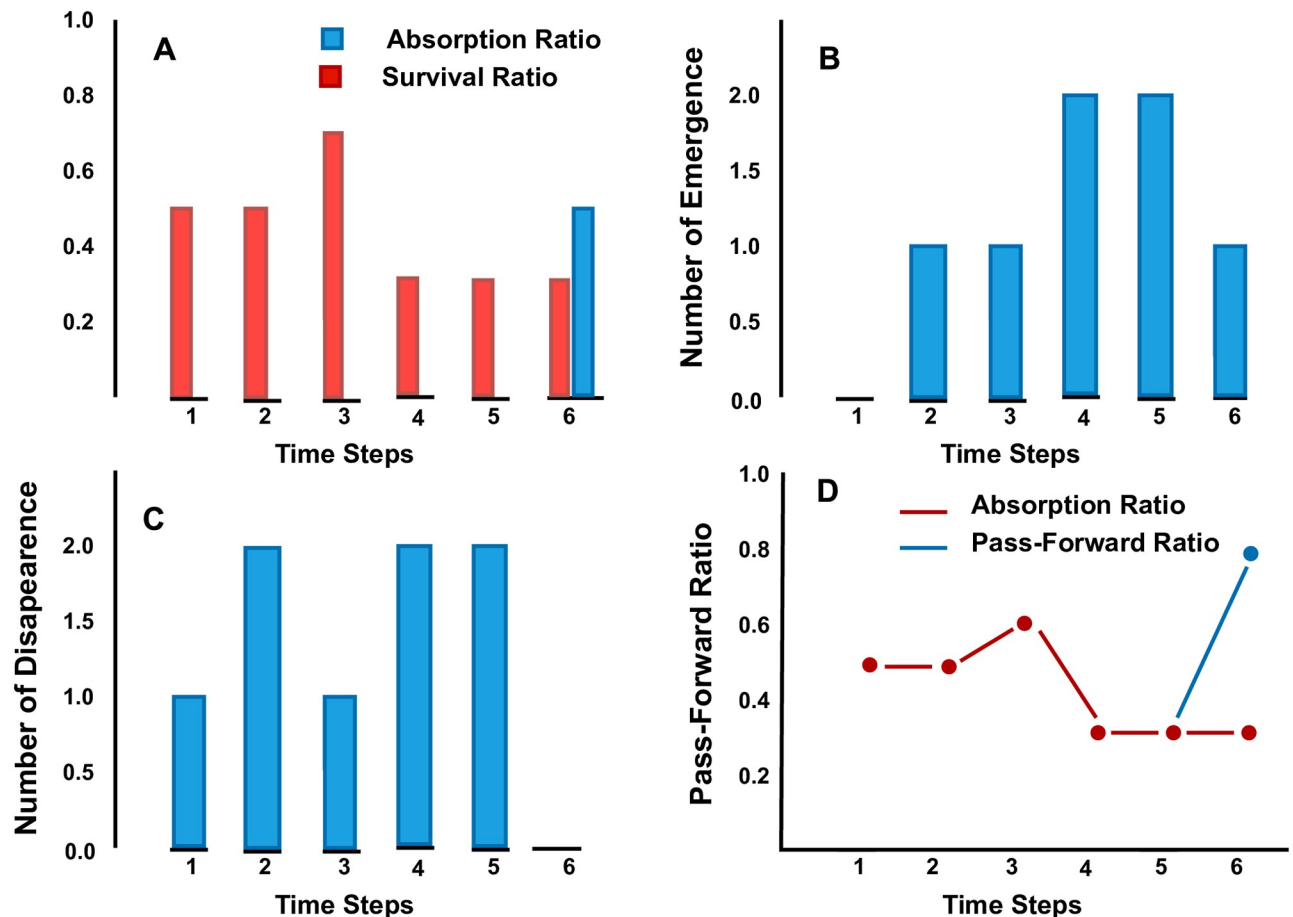 A
Absorption Ratio
Survival Ratio
1.0
0.8
0.6
0.4
0.2
1 2 3 4 5 6
Time Steps
B
Number of Emergence
2.0
1.5
1.0
0.5
0.0
1 2 3 4 5 6
Time Steps
C
Number of Disapearence
2.0
1.5
1.0
0.5
0.0
1 2 3 4 5 6
Time Steps
D
Absorption Ratio
Pass-Forward Ratio
Pass-Forward Ratio
1.0
0.8
0.6
0.4
0.2
1 2 3 4 5 6
Time Steps